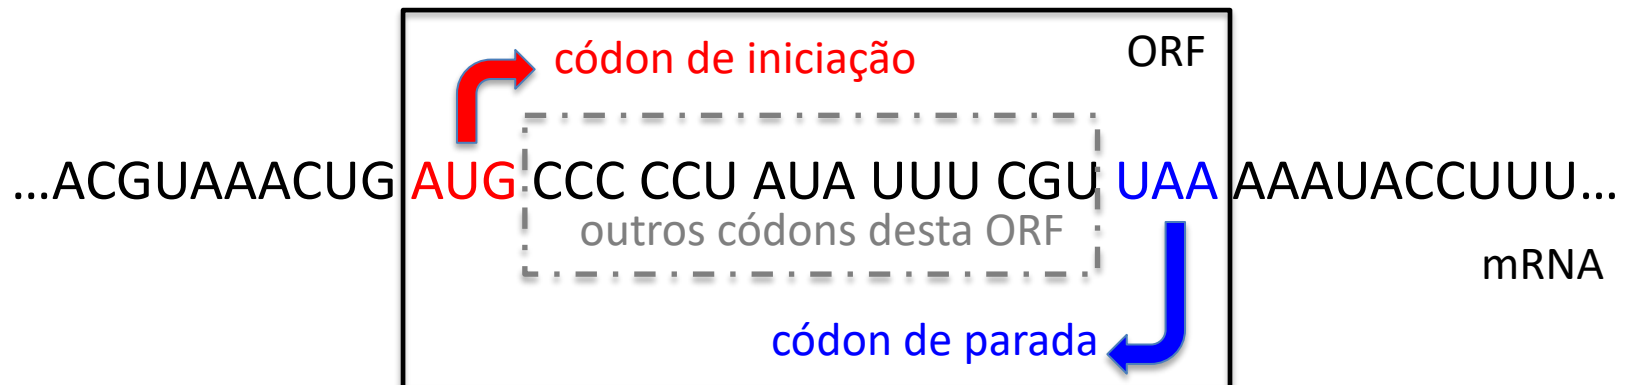 códon de iniciação ORF
...ACGUAAACUG AUG CCC CCU AUA UUU CGU UAA AAAUACCUUU...
outros códons desta ORF
mRNA
códon de parada